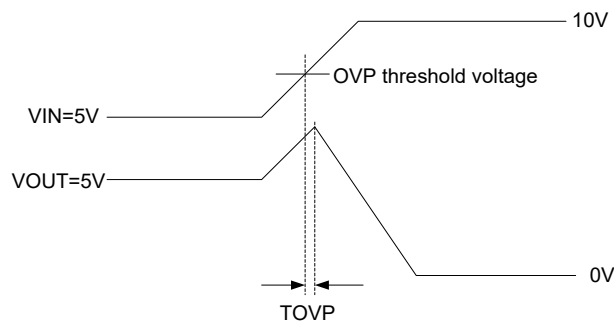 10V
OVP threshold voltage
VIN=5V
VOUT=5V
0V
TOVP